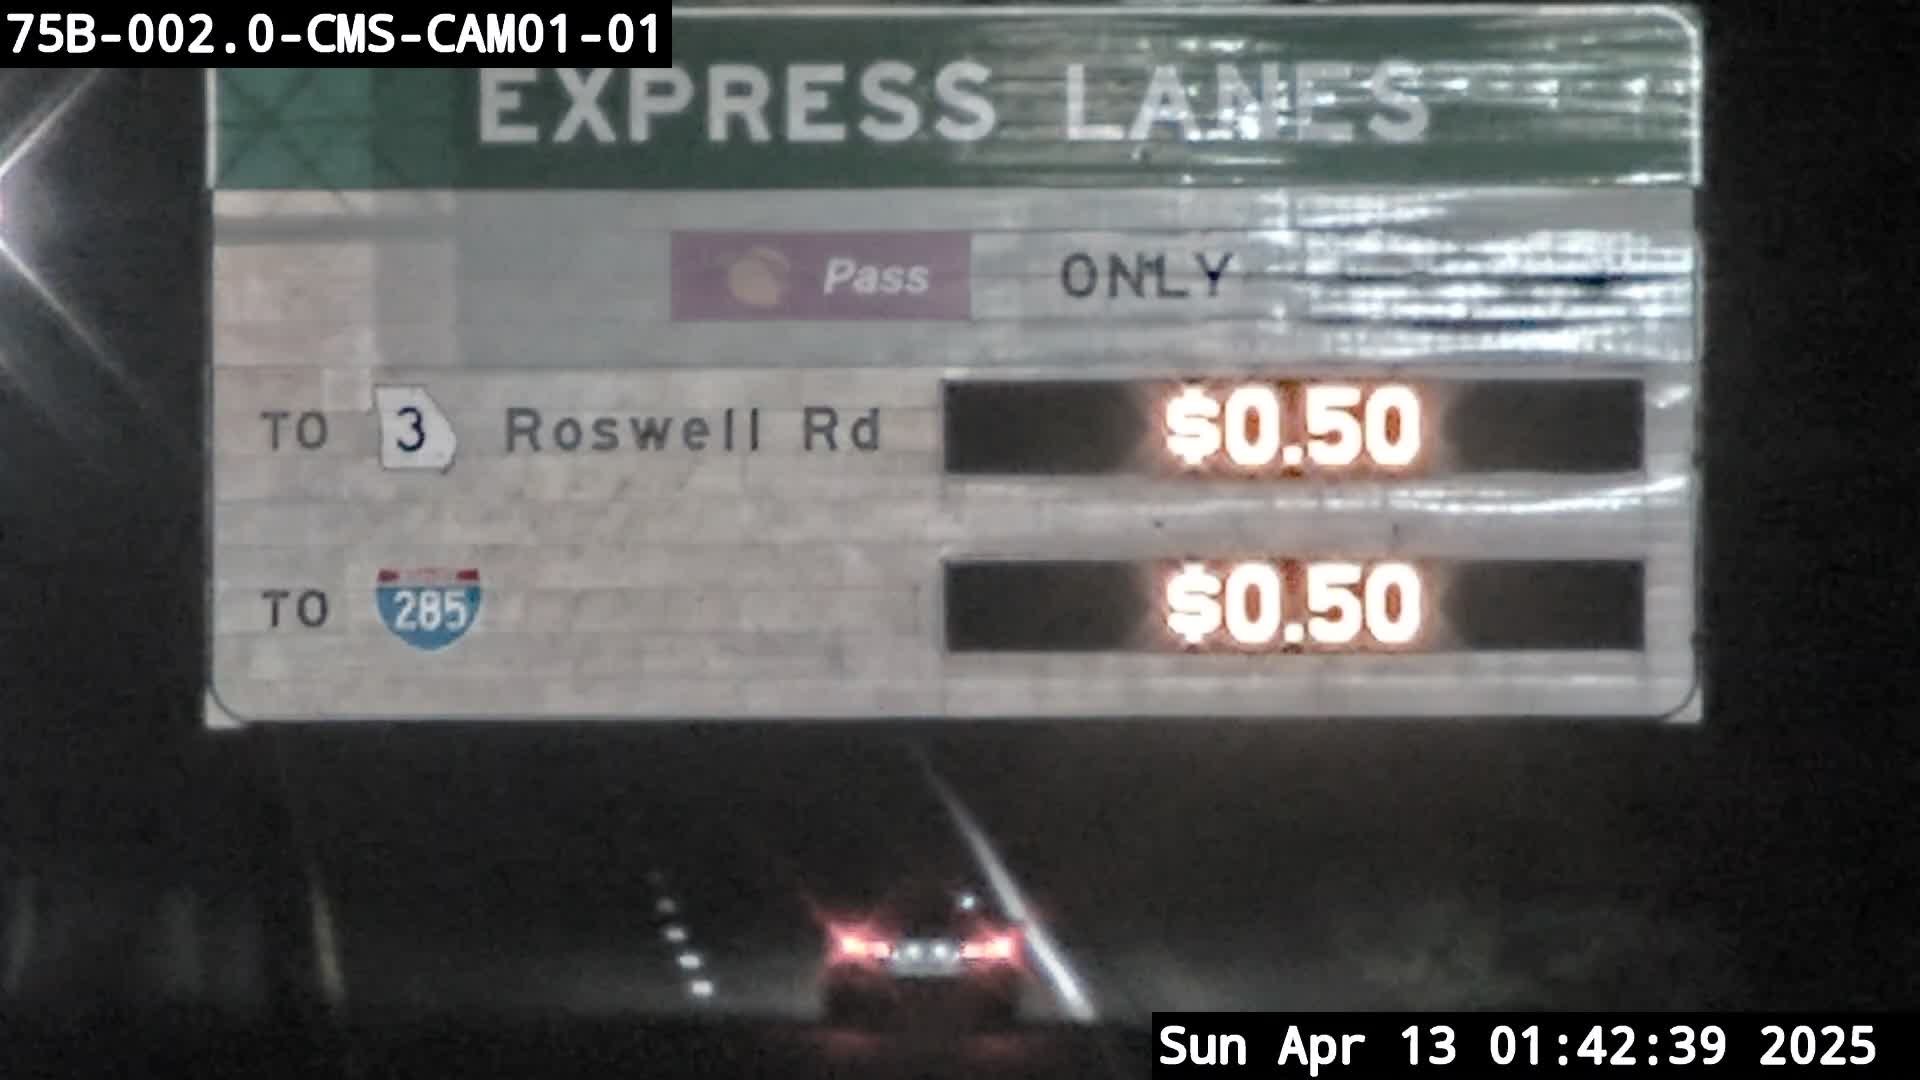 75B-002.0-CMS-CAM01-01
EXPRESS LANES
Pass ONLY
TO 3 Roswell Rd $0.50
TO 285 $0.50
Sun Apr 13 01:42:39 2025